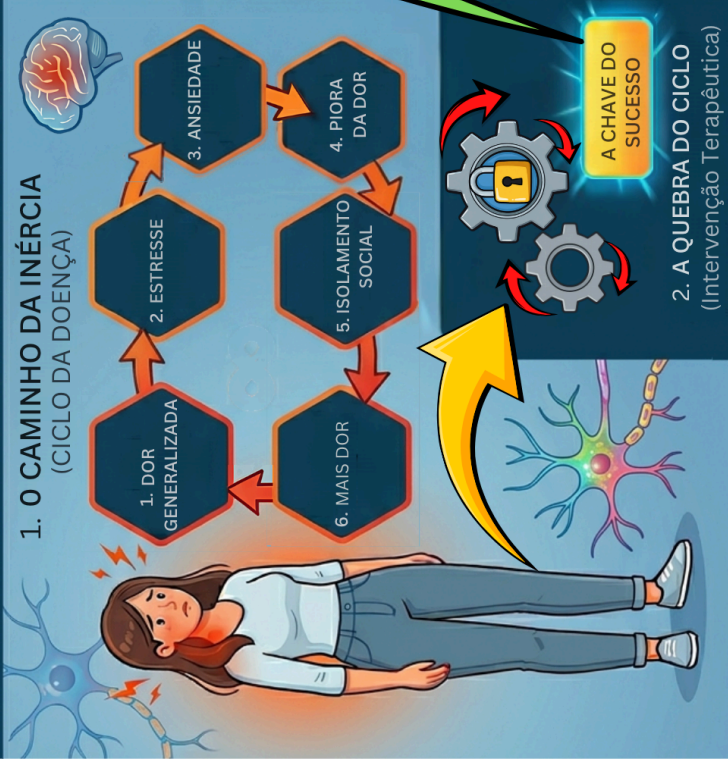 1. O CAMINHO DA INÉRCIA
(CICLO DA DOENÇA)
1. DOR
GENERALIZADA
2. ESTRESSE
3. ANSIEDADE
4. PIORA
DA DOR
5. ISOLAMENTO
SOCIAL
6. MAIS DOR
A CHAVE DO
SUCESSO
2. A QUEBRA DO CICLO
(Intervenção Terapêutica)